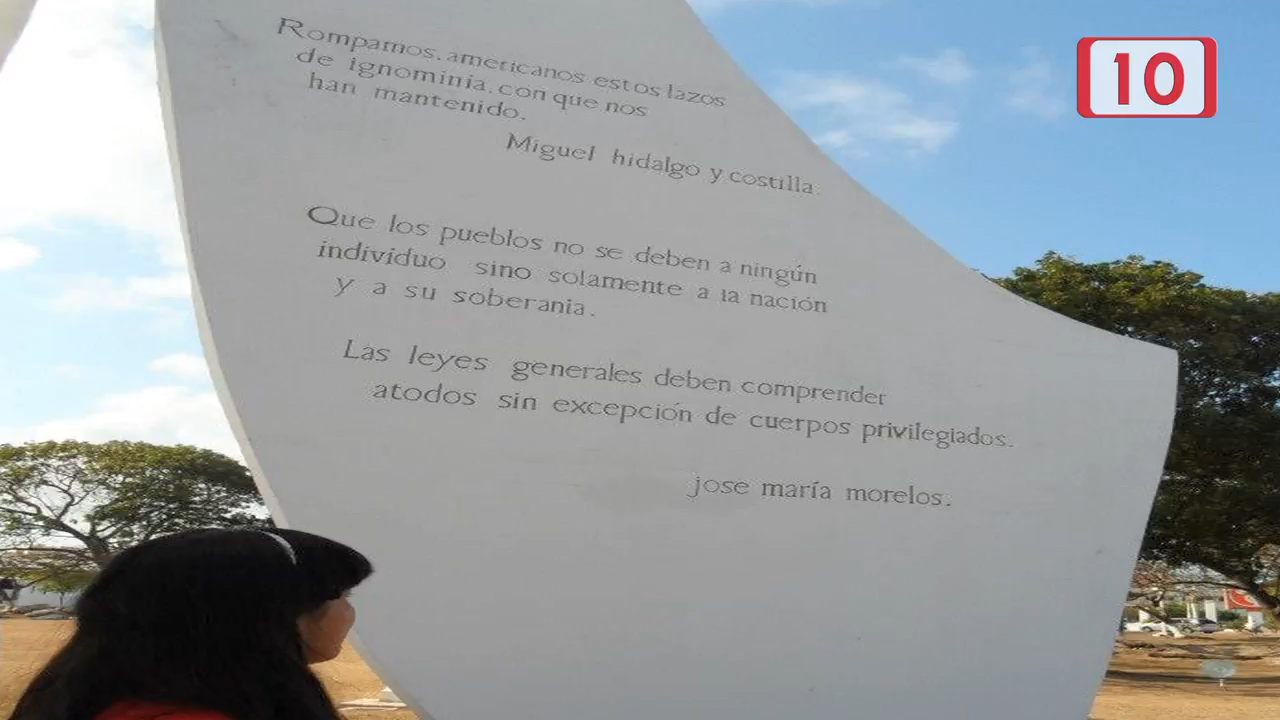 10
Rompamos, americanos estos lazos
de ignominia, con que nos
han mantenido.
Miguel hidalgo y costilla.
Que los pueblos no se deben a ningún
individuo sino solamente a la nación
y a su soberania.
Las leyes generales deben comprender
atodos sin excepción de cuerpos privilegiados.
jose maría morelos.